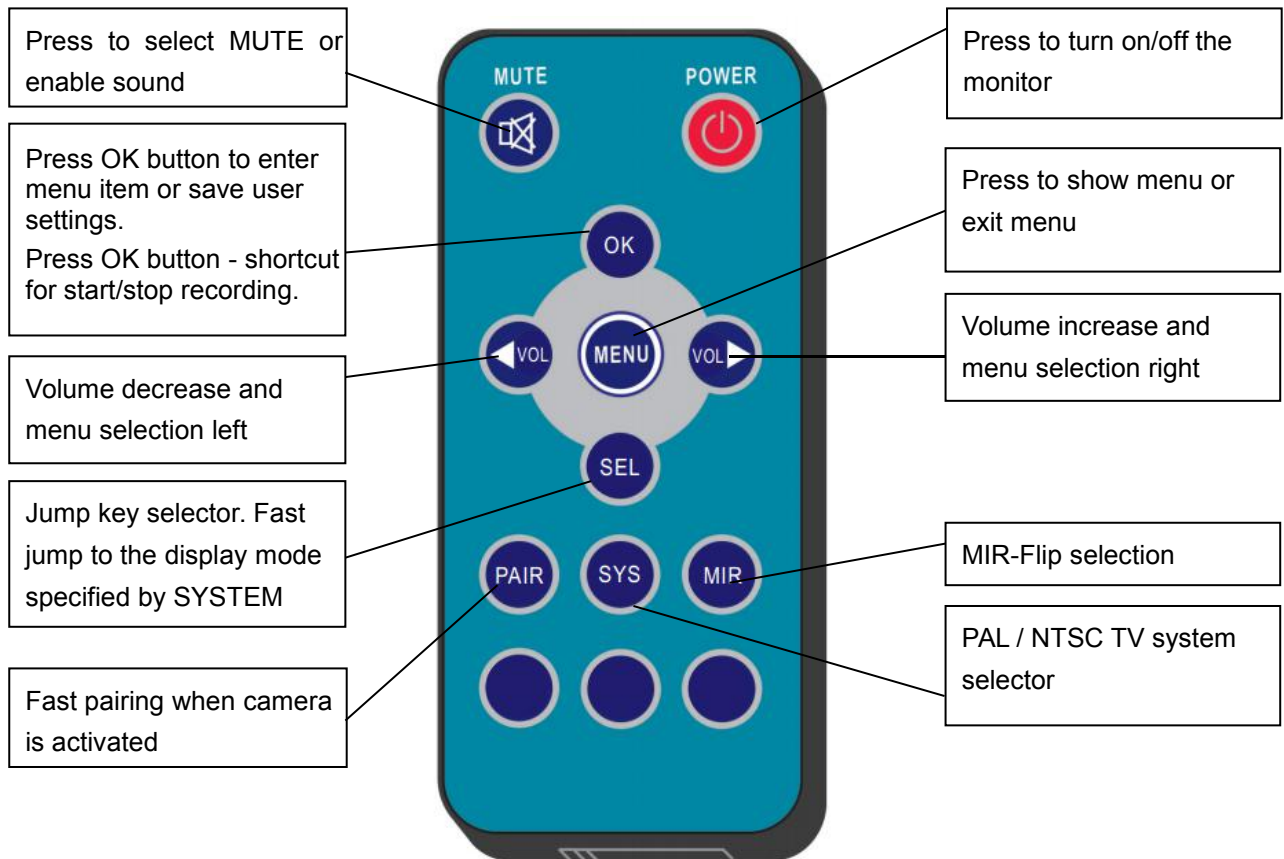 Press to select MUTE or
enable sound
Press OK button to enter
menu item or save user
settings.
Press OK button - shortcut
for start/stop recording.
Volume decrease and
menu selection left
Jump key selector. Fast
jump to the display mode
specified by SYSTEM
Fast pairing when camera
is activated
MUTE
POWER
OK
VOL
MENU
VOL
SEL
PAIR
SYS
MIR
Press to turn on/off the
monitor
Press to show menu or
exit menu
Volume increase and
menu selection right
MIR-Flip selection
PAL / NTSC TV system
selector